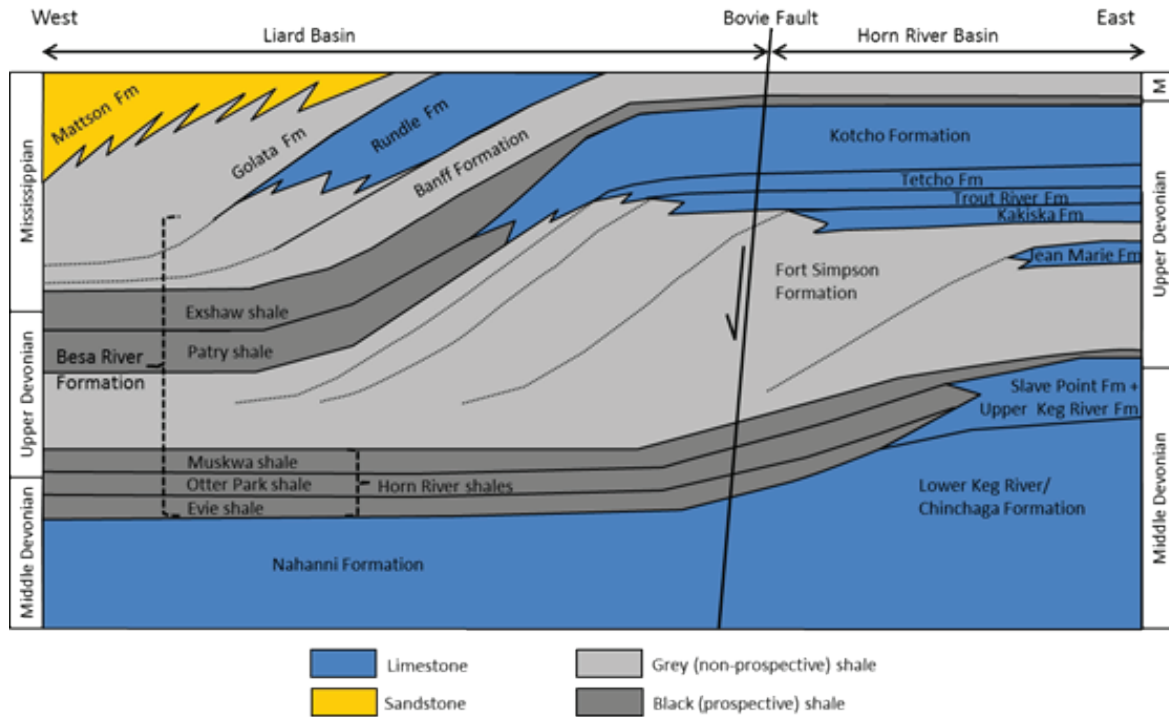 West
Bovie Fault
East
Liard Basin
Horn River Basin
Mattson Fm
Golata Fm
Rundle Fm
Banff Formation
Kotcho Formation
Tetcho Fm
Trout River Fm
Kakiska Fm
Jean Marie Fm
Fort Simpson
Formation
Exshaw shale
Patry shale
Besa River
Formation
Slave Point Fm +
Upper Keg River Fm
Muskwa shale
Otter Park shale
Evie shale
Horn River shales
Lower Keg River/
Chinchaga Formation
Nahanni Formation
Mississippian
Upper Devonian
Middle Devonian
M
Upper Devonian
Middle Devonian
Limestone
Grey (non-prospective) shale
Sandstone
Black (prospective) shale